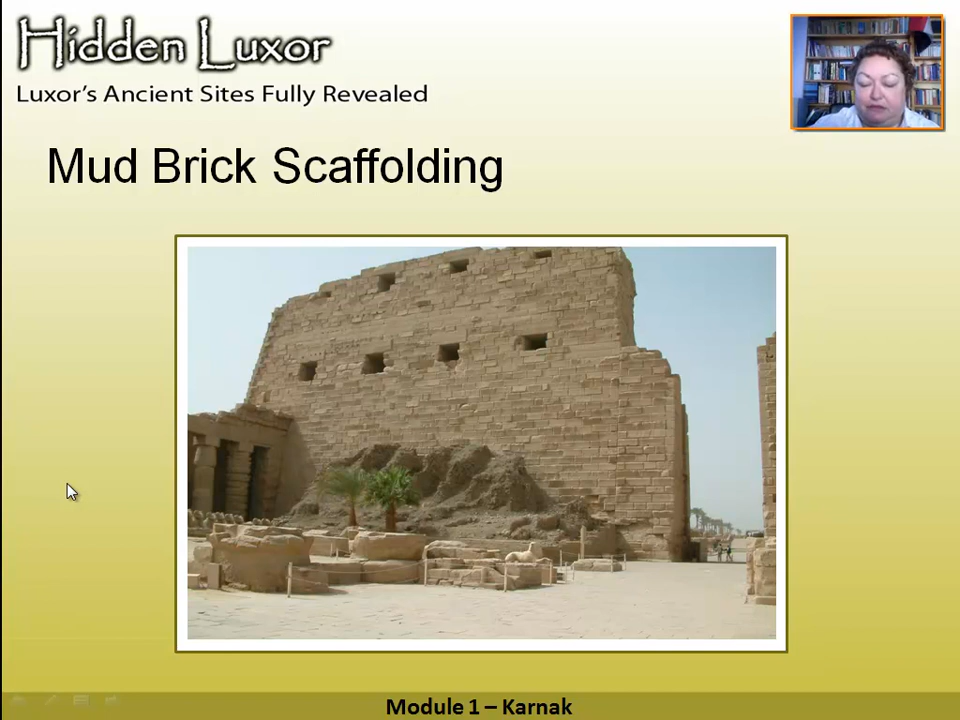 Hidden Luxor
Luxor's Ancient Sites Fully Revealed
Mud Brick Scaffolding
Module 1 – Karnak